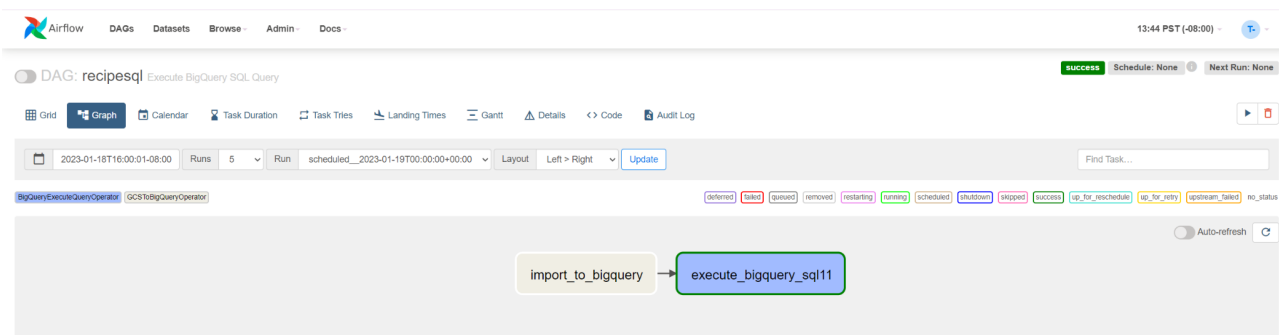 Airflow DAGs Datasets Browse Admin Docs 13:44 PST (-08:00) T-
DAG: recipesql Execute BigQuery SQL Query success Schedule: None Next Run: None
Grid Graph Calendar Task Duration Task Tries Landing Times Gantt Details <> Code Audit Log
2023-01-18T16:00:01-08:00 Runs 5 Run scheduled__2023-01-19T00:00:00+00:00 Layout Left > Right Update Find Task...
BigQueryExecuteQueryOperator GCSToBigQueryOperator deferred failed queued removed restarting running scheduled shutdown skipped success up_for_reschedule up_for_retry upstream_failed no_status
Auto-refresh
import_to_bigquery execute_bigquery_sql11